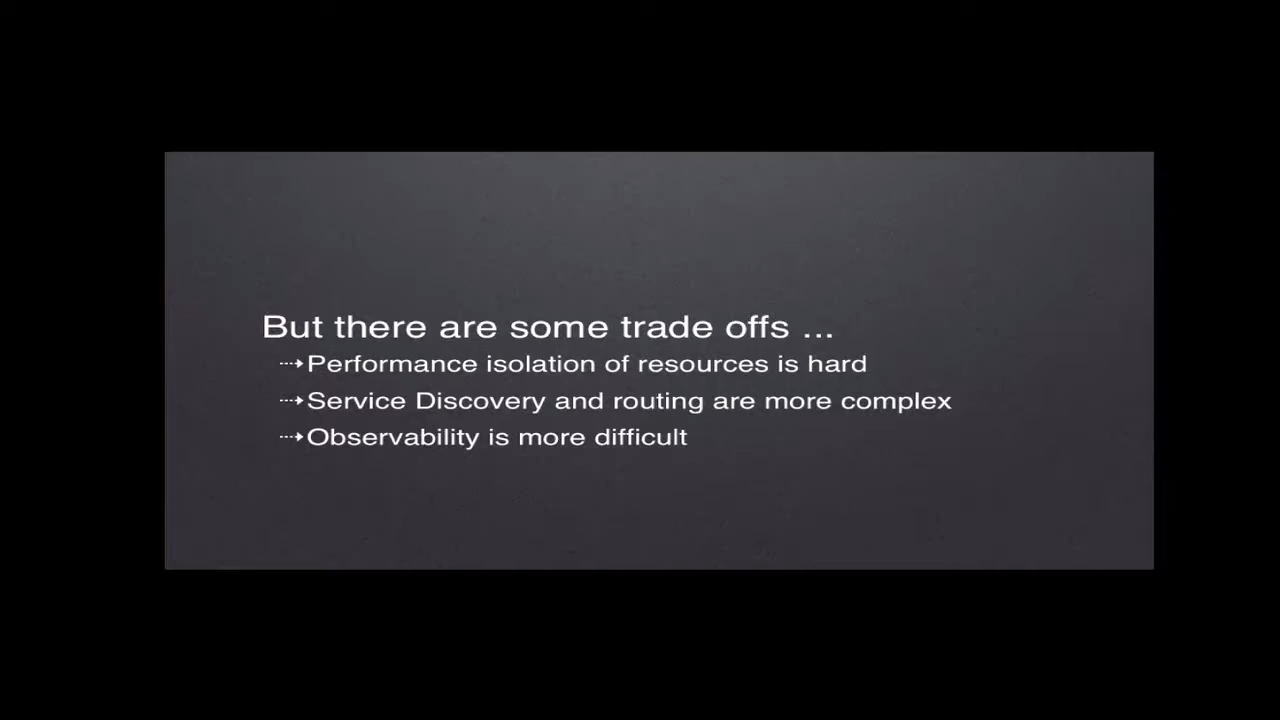 But there are some trade offs ...
⇢Performance isolation of resources is hard
⇢Service Discovery and routing are more complex
⇢Observability is more difficult